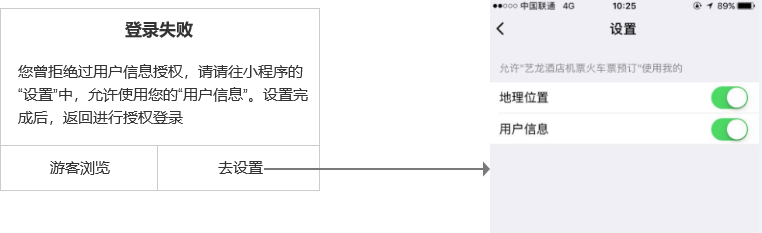 登录失败
您曾拒绝过用户信息授权，请请往小程序的
“设置”中，允许使用您的“用户信息”。设置完
成后，返回进行授权登录
游客浏览
去设置
中国联通 4G 10:25 89%
设置
允许“艺龙酒店机票火车票预订”使用我的
地理位置
用户信息